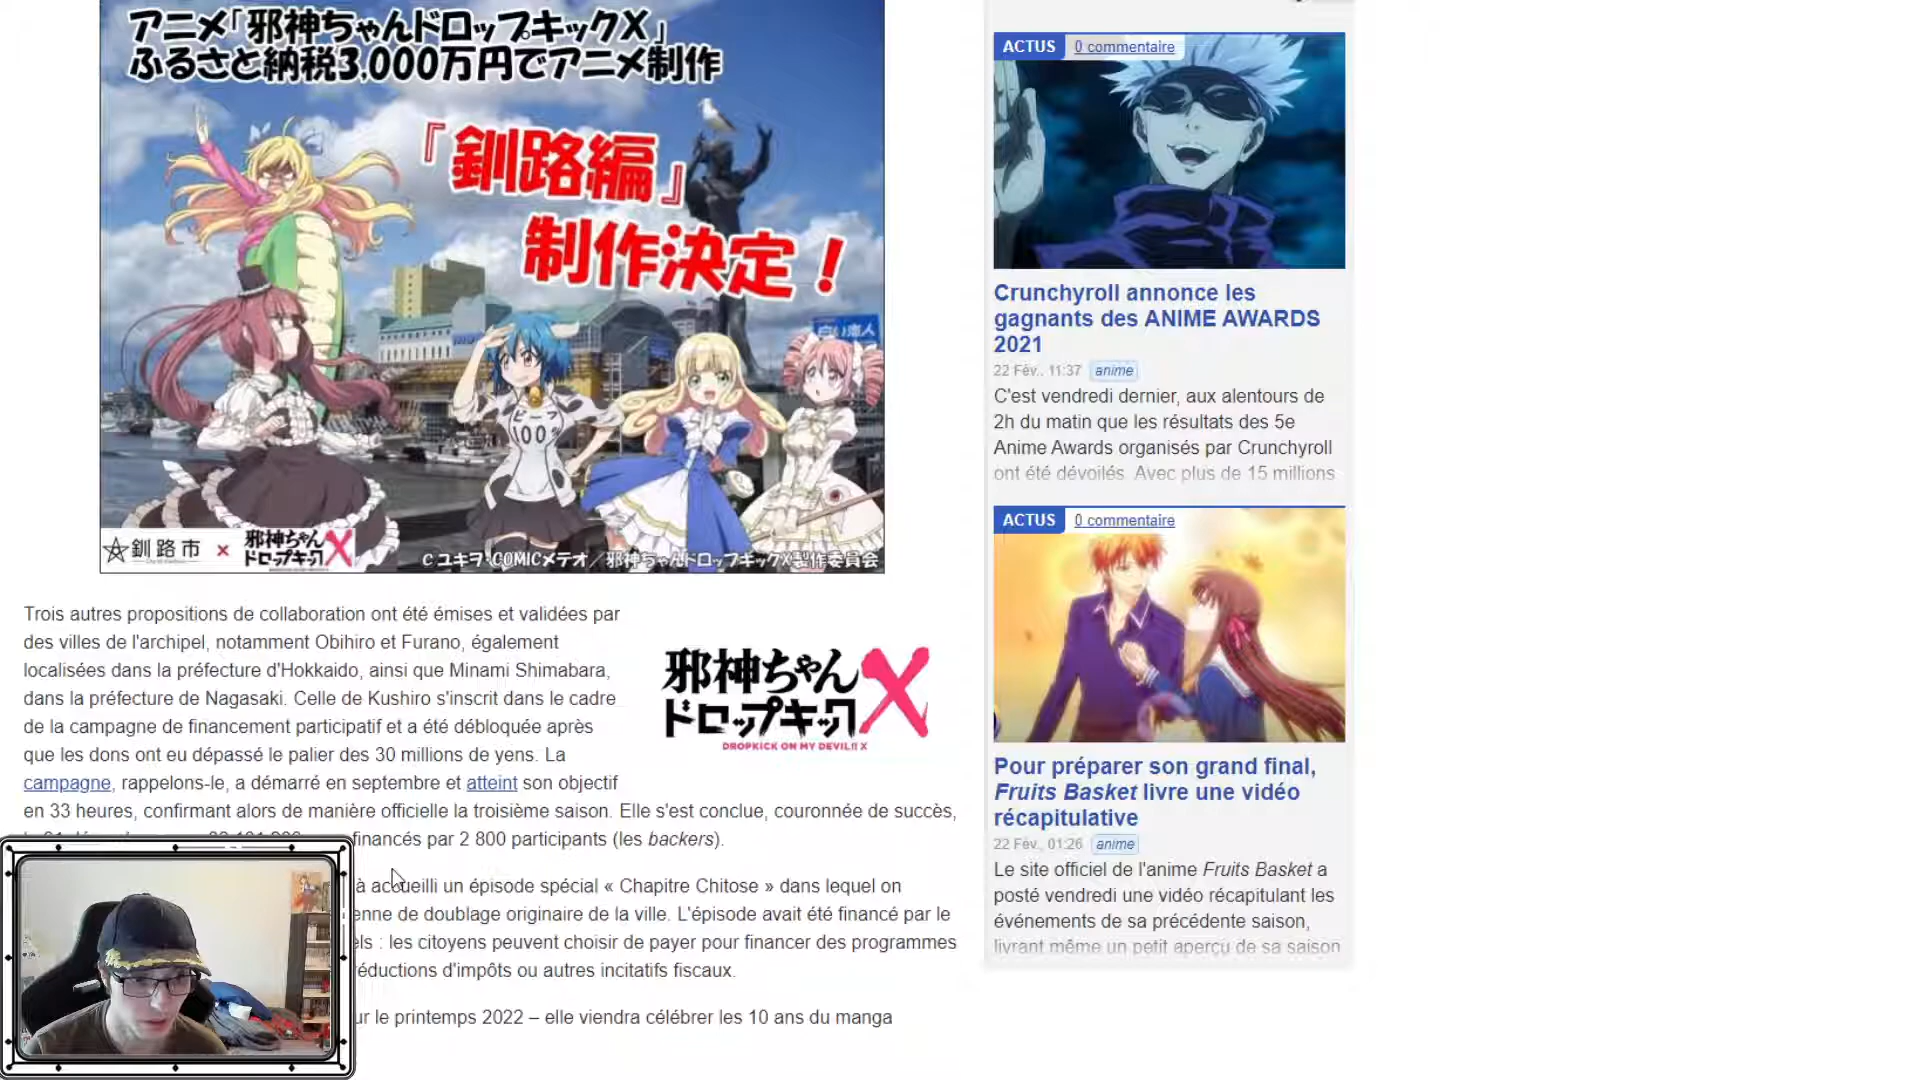 アニメ「邪神ちゃんドロップキックX」
ふるさと納税3,000万円でアニメ制作
『釧路編』
制作決定！
白い恋人
ビーフ
100%
釧路市 × 邪神ちゃん
ドロップキックX
©ユキヲ・COMICメテオ／邪神ちゃんドロップキックX製作委員会
Trois autres propositions de collaboration ont été émises et validées par
des villes de l'archipel, notamment Obihiro et Furano, également
localisées dans la préfecture d'Hokkaido, ainsi que Minami Shimabara,
dans la préfecture de Nagasaki. Celle de Kushiro s'inscrit dans le cadre
de la campagne de financement participatif et a été débloquée après
que les dons ont eu dépassé le palier des 30 millions de yens. La
campagne, rappelons-le, a démarré en septembre et atteint son objectif
en 33 heures, confirmant alors de manière officielle la troisième saison. Elle s'est conclue, couronnée de succès,
financés par 2 800 participants (les backers).
邪神ちゃん
ドロップキックX
DROPKICK ON MY DEVIL!! X
à accueilli un épisode spécial « Chapitre Chitose » dans lequel on
enne de doublage originaire de la ville. L'épisode avait été financé par le
els : les citoyens peuvent choisir de payer pour financer des programmes
réductions d'impôts ou autres incitatifs fiscaux.
ur le printemps 2022 – elle viendra célébrer les 10 ans du manga
ACTUS 0 commentaire
Crunchyroll annonce les
gagnants des ANIME AWARDS
2021
22 Fév., 11:37 anime
C'est vendredi dernier, aux alentours de
2h du matin que les résultats des 5e
Anime Awards organisés par Crunchyroll
ont été dévoilés. Avec plus de 15 millions
ACTUS 0 commentaire
Pour préparer son grand final,
Fruits Basket livre une vidéo
récapitulative
22 Fév., 01:26 anime
Le site officiel de l'anime Fruits Basket a
posté vendredi une vidéo récapitulant les
événements de sa précédente saison,
livrant même un petit aperçu de sa saison